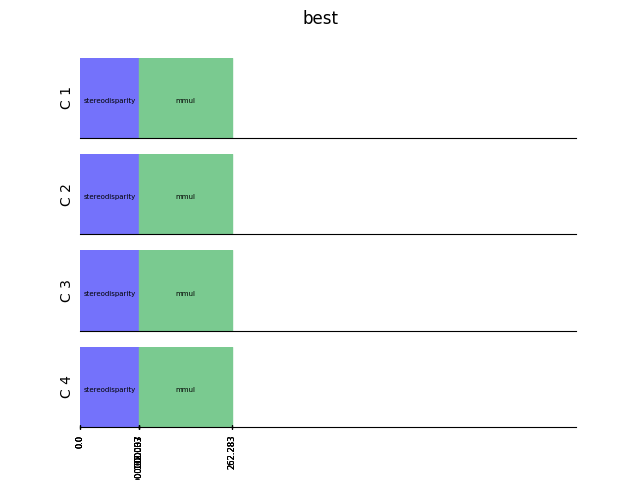 best
C 1
stereodisparity
mmul
C 2
stereodisparity
mmul
C 3
stereodisparity
mmul
C 4
stereodisparity
mmul
0.0
262.283